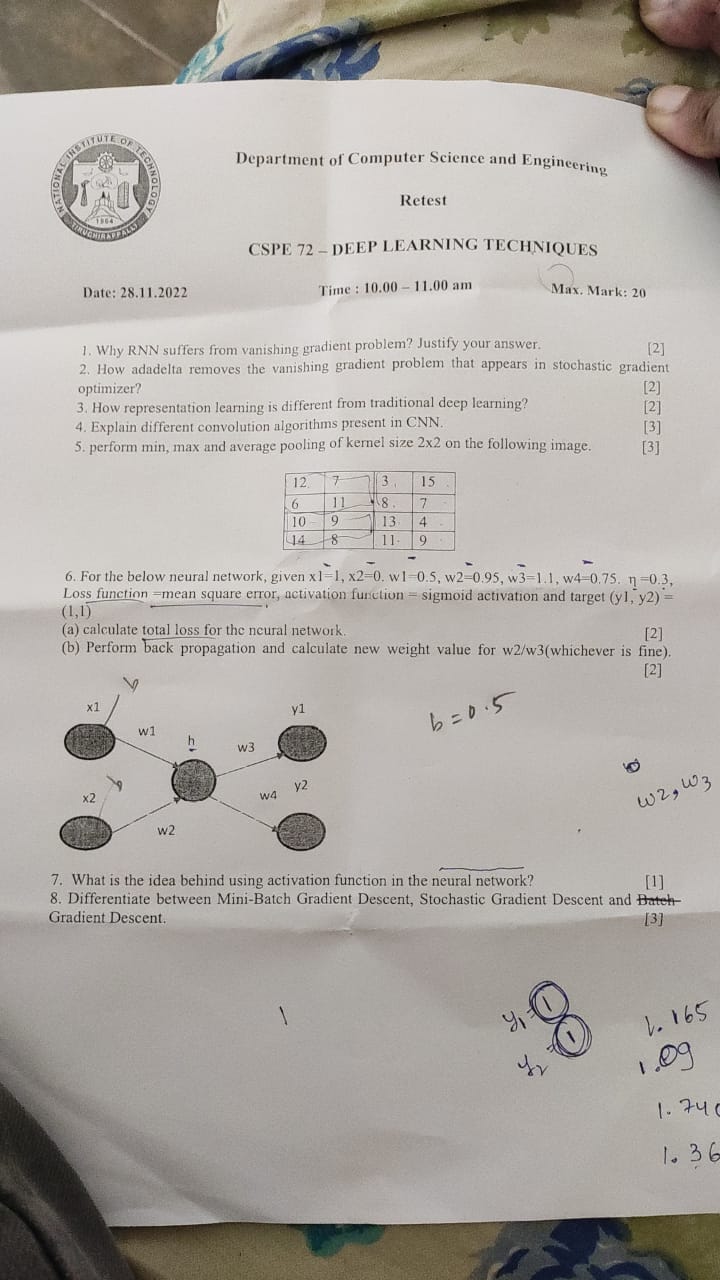 NATIONAL INSTITUTE OF TECHNOLOGY
1964
TIRUCHIRAPPALLI
Department of Computer Science and Engineering
Retest
CSPE 72 – DEEP LEARNING TECHNIQUES
Date: 28.11.2022 Time : 10.00 – 11.00 am Max. Mark: 20
1. Why RNN suffers from vanishing gradient problem? Justify your answer. [2]
2. How adadelta removes the vanishing gradient problem that appears in stochastic gradient
optimizer? [2]
3. How representation learning is different from traditional deep learning? [2]
4. Explain different convolution algorithms present in CNN. [3]
5. perform min, max and average pooling of kernel size 2x2 on the following image. [3]
12 7 3 15
6 11 8 7
10 9 13 4
14 8 11 9
6. For the below neural network, given x1=1, x2=0. w1=0.5, w2=0.95, w3=1.1, w4=0.75. η=0.3,
Loss function =mean square error, activation function = sigmoid activation and target (y1, y2) =
(1,1)
(a) calculate total loss for the neural network. [2]
(b) Perform back propagation and calculate new weight value for w2/w3(whichever is fine).
[2]
b
x1 y1
b = 0.5
w1 h w3
b
x2 w4 y2
w2, w3
w2
7. What is the idea behind using activation function in the neural network? [1]
8. Differentiate between Mini-Batch Gradient Descent, Stochastic Gradient Descent and Batch
Gradient Descent. [3]
y1 = 1
y2 = 1
1.165
1.09
1.74
1.36